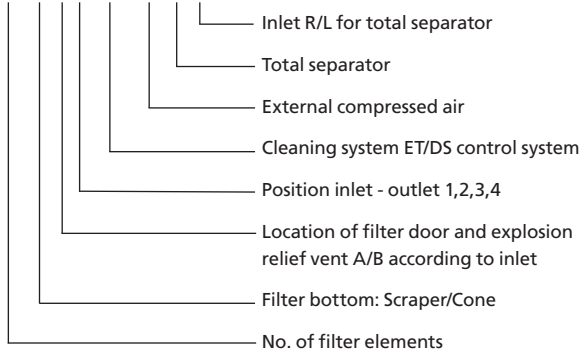 Inlet R/L for total separator
Total separator
External compressed air
Cleaning system ET/DS control system
Position inlet - outlet 1,2,3,4
Location of filter door and explosion
relief vent A/B according to inlet
Filter bottom: Scraper/Cone
No. of filter elements